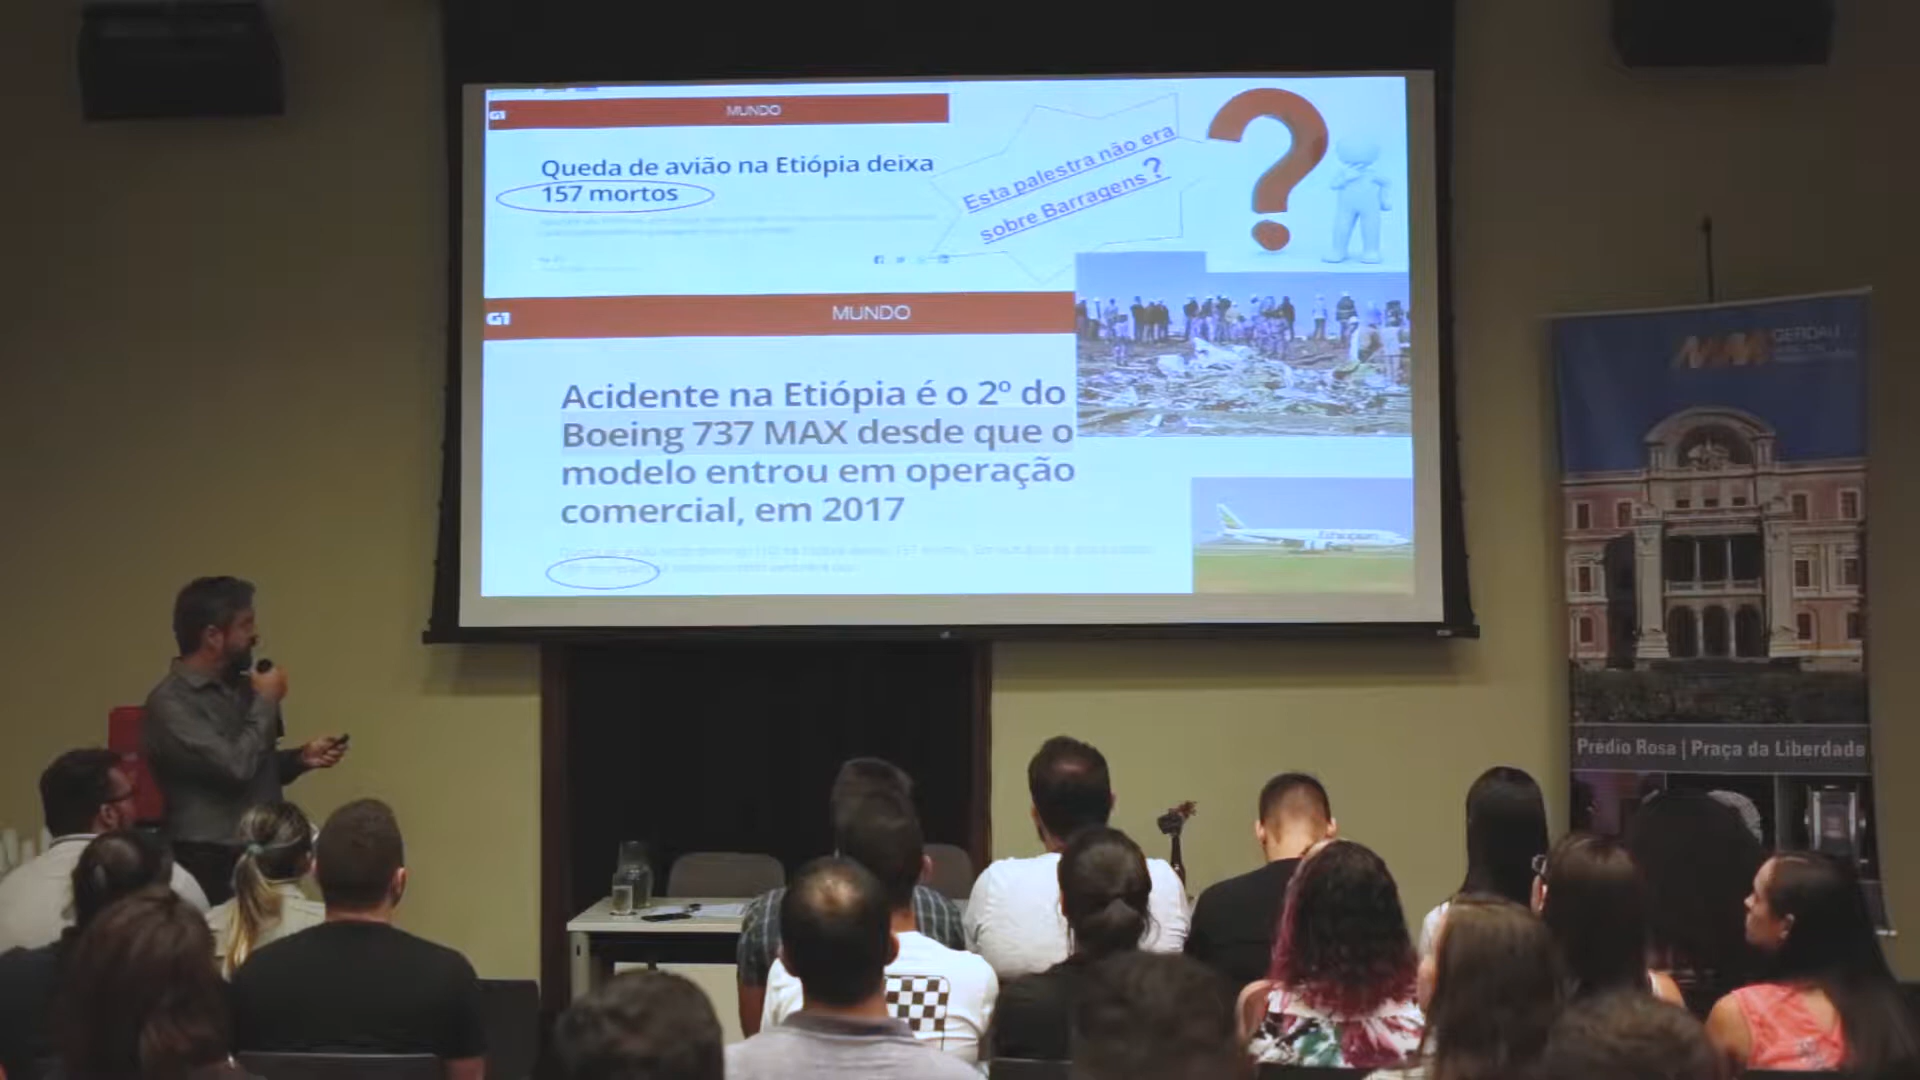 G1
MUNDO
Queda de avião na Etiópia deixa
157 mortos
Esta palestra não era
sobre Barragens ?
?
G1
MUNDO
Acidente na Etiópia é o 2º do
Boeing 737 MAX desde que o
modelo entrou em operação
comercial, em 2017
Ethiopian
MM GERDAU
Prédio Rosa | Praça da Liberdade